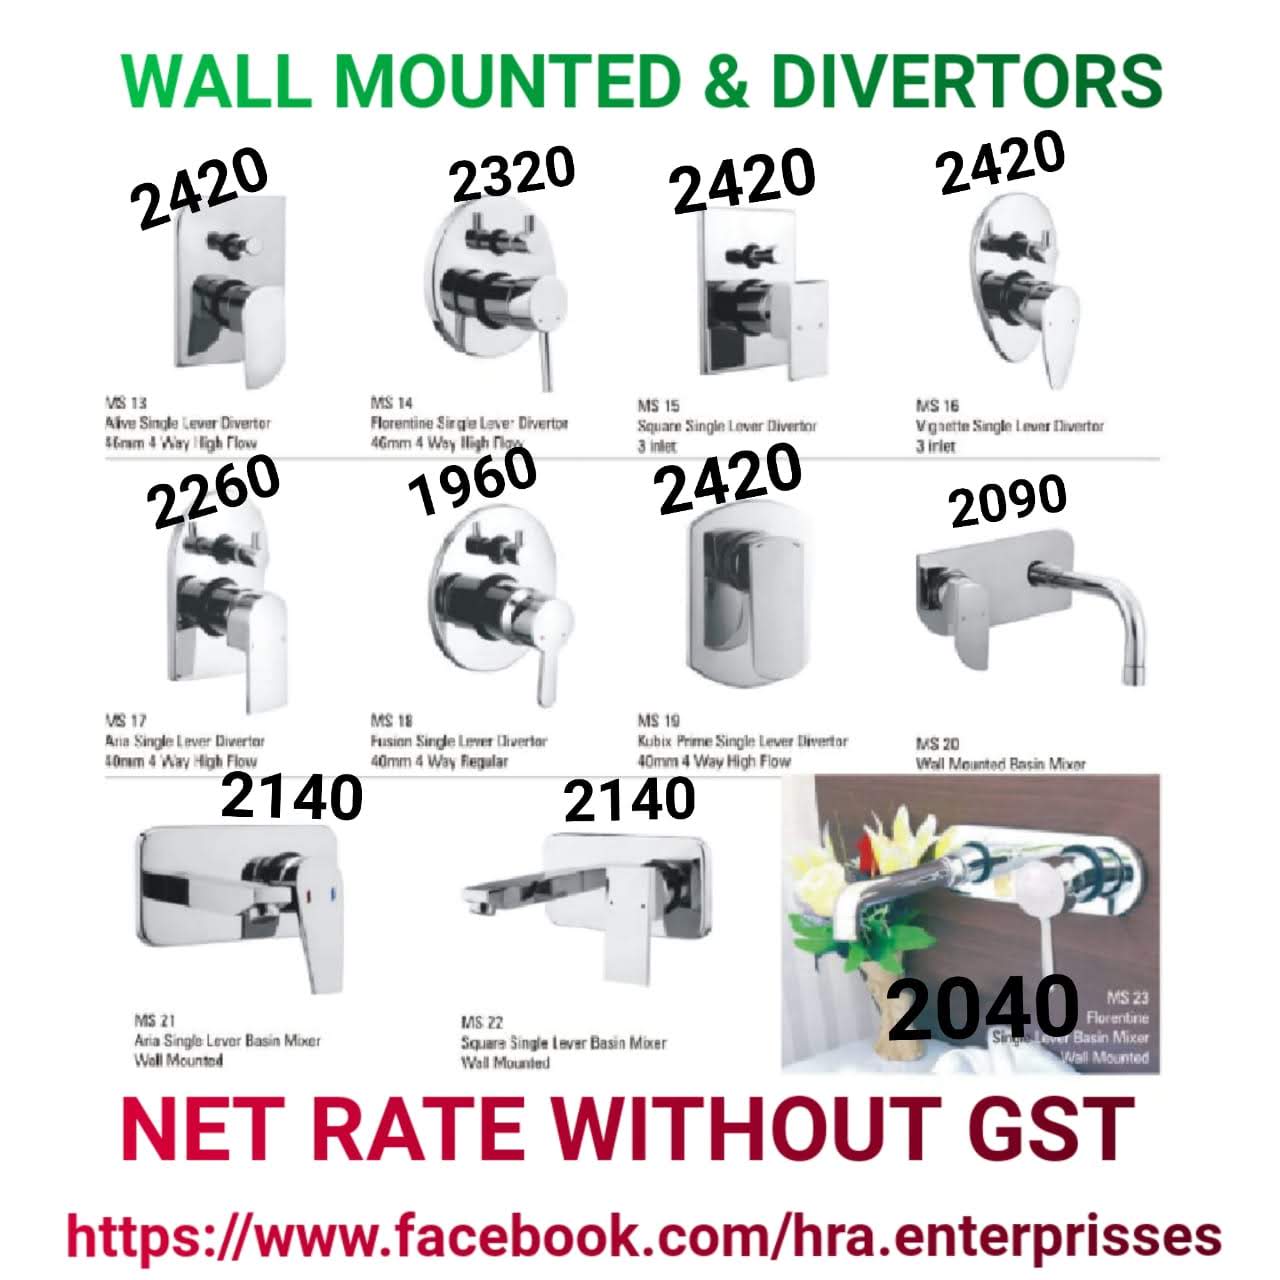 WALL MOUNTED & DIVERTORS
2420
2320
2420
2420
MS 13
Alive Single Lever Divertor
46mm 4 Way High Flow
MS 14
Florentine Single Lever Divertor
46mm 4 Way High Flow
MS 15
Square Single Lever Divertor
3 inlet
MS 16
Vignette Single Lever Divertor
3 inlet
2260
1960
2420
2090
MS 17
Aria Single Lever Divertor
40mm 4 Way High Flow
MS 18
Fusion Single Lever Divertor
40mm 4 Way Regular
MS 19
Kubix Prime Single Lever Divertor
40mm 4 Way High Flow
MS 20
Wall Mounted Basin Mixer
2140
2140
2040
MS 21
Aria Single Lever Basin Mixer
Wall Mounted
MS 22
Square Single Lever Basin Mixer
Wall Mounted
MS 23
Florentine
Single Lever Basin Mixer
Wall Mounted
NET RATE WITHOUT GST
https://www.facebook.com/hra.enterprisses